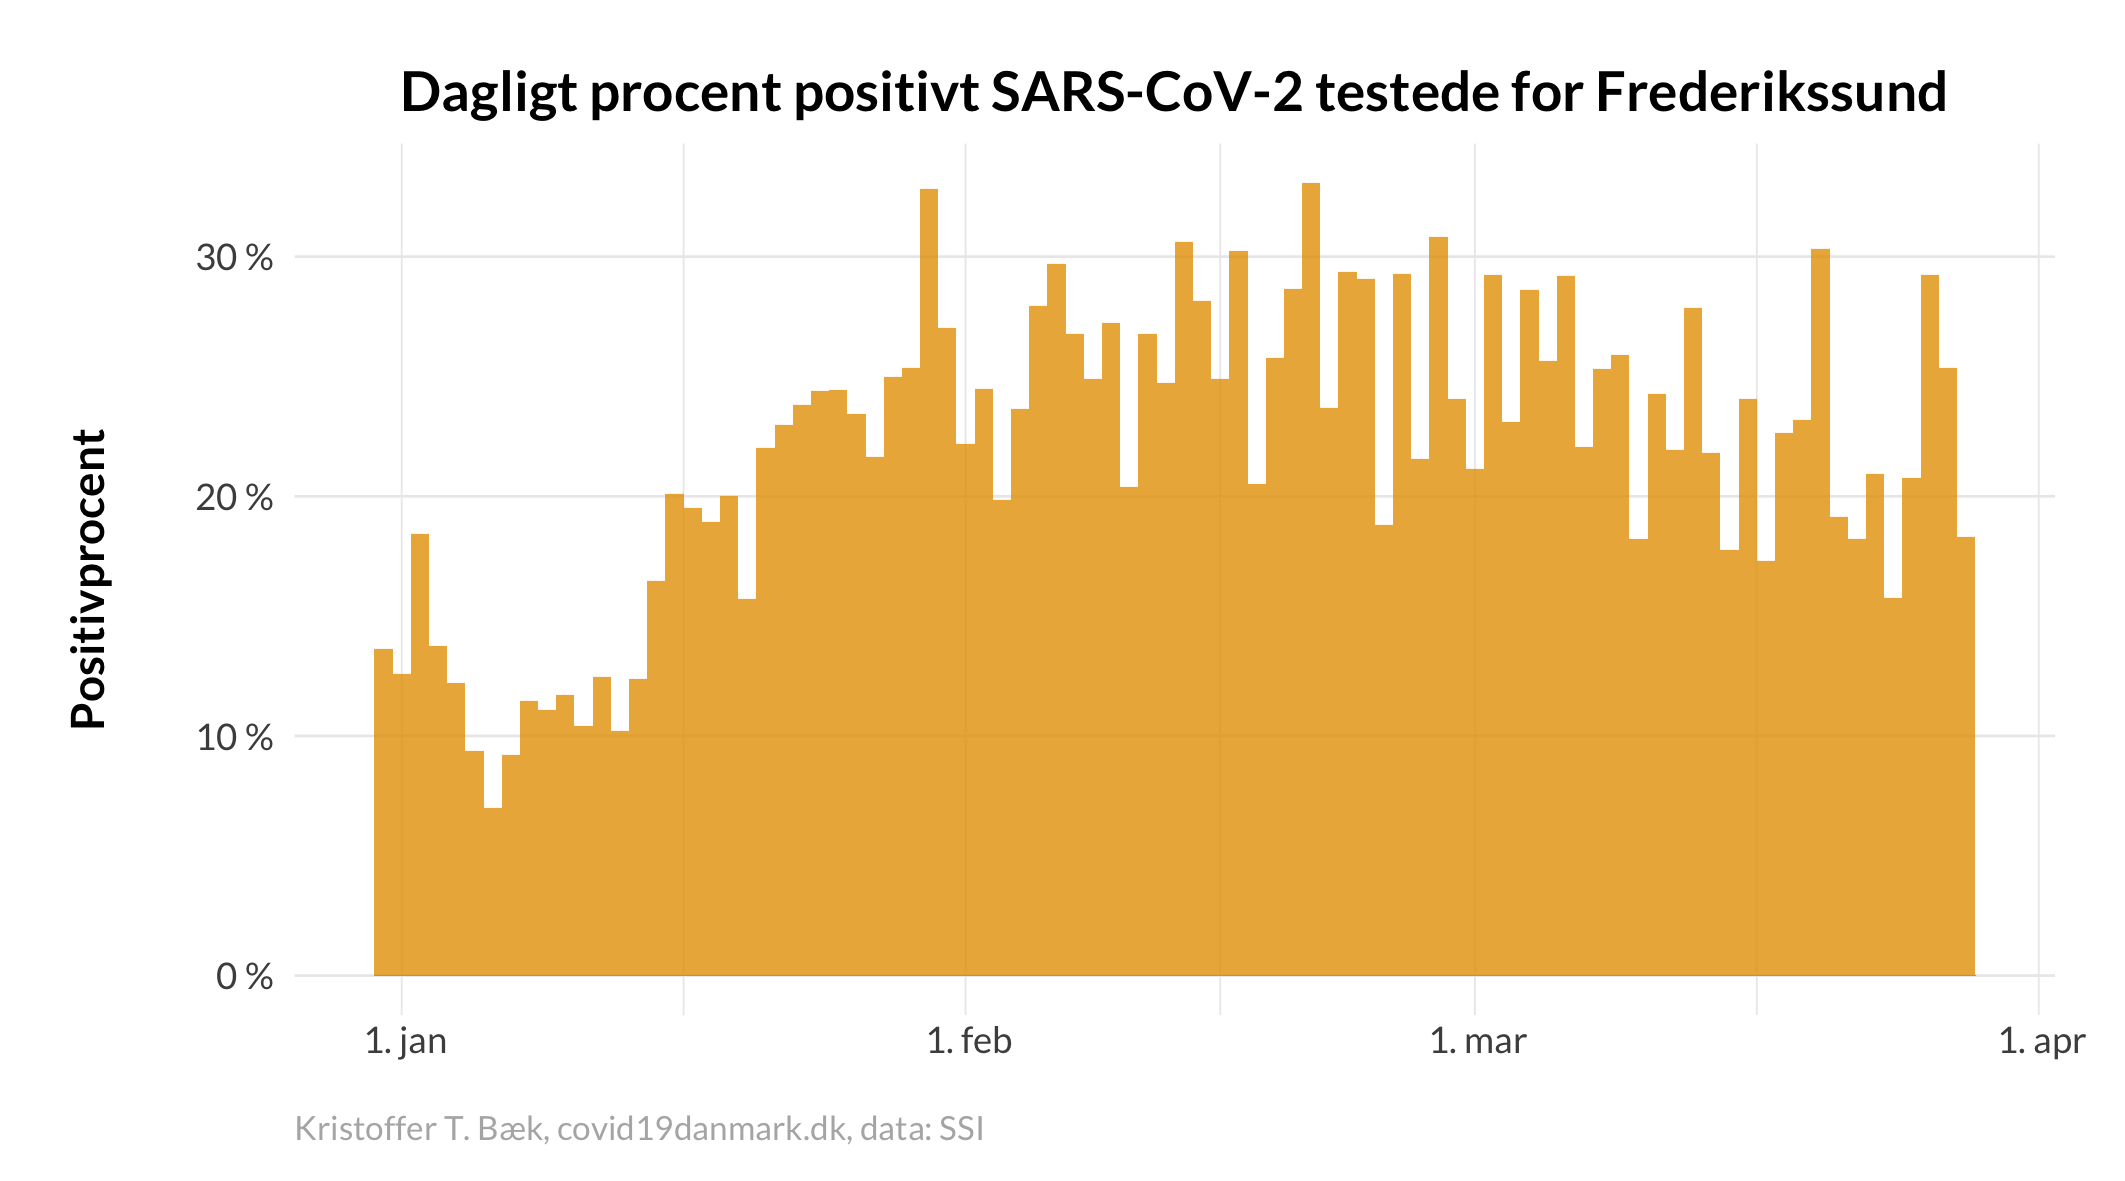 Dagligt procent positivt SARS-CoV-2 testede for Frederikssund
Positivprocent
30 %
20 %
10 %
0 %
1. jan
1. feb
1. mar
1. apr
Kristoffer T. Bæk, covid19danmark.dk, data: SSI